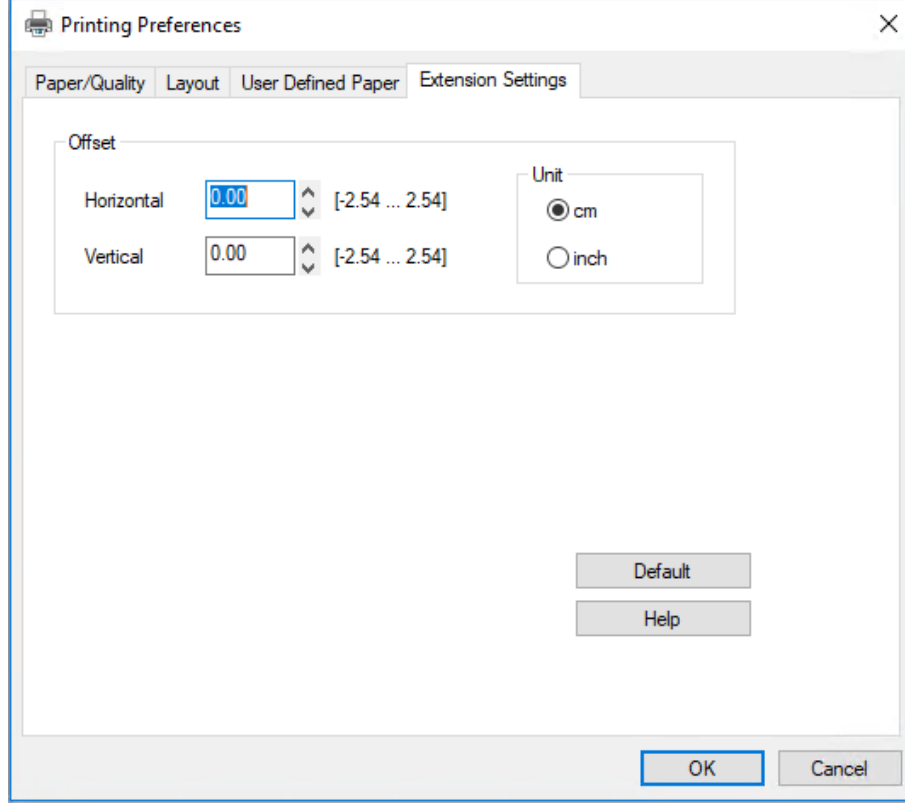 Printing Preferences
Paper/Quality Layout User Defined Paper Extension Settings
Offset
Unit
Horizontal 0.00 [-2.54 ... 2.54]
cm
Vertical 0.00 [-2.54 ... 2.54]
inch
Default
Help
OK Cancel